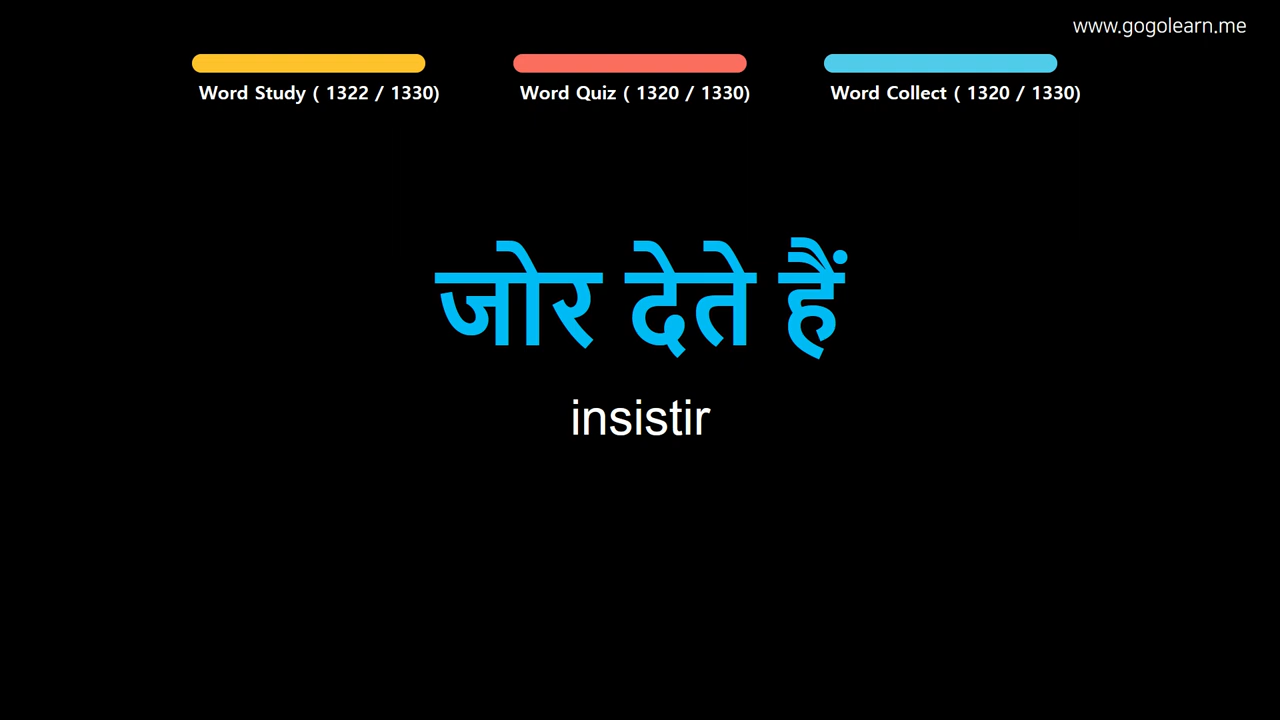 www.gogolearn.me
Word Study ( 1322 / 1330)
Word Quiz ( 1320 / 1330)
Word Collect ( 1320 / 1330)
जोर देते हैं
insistir